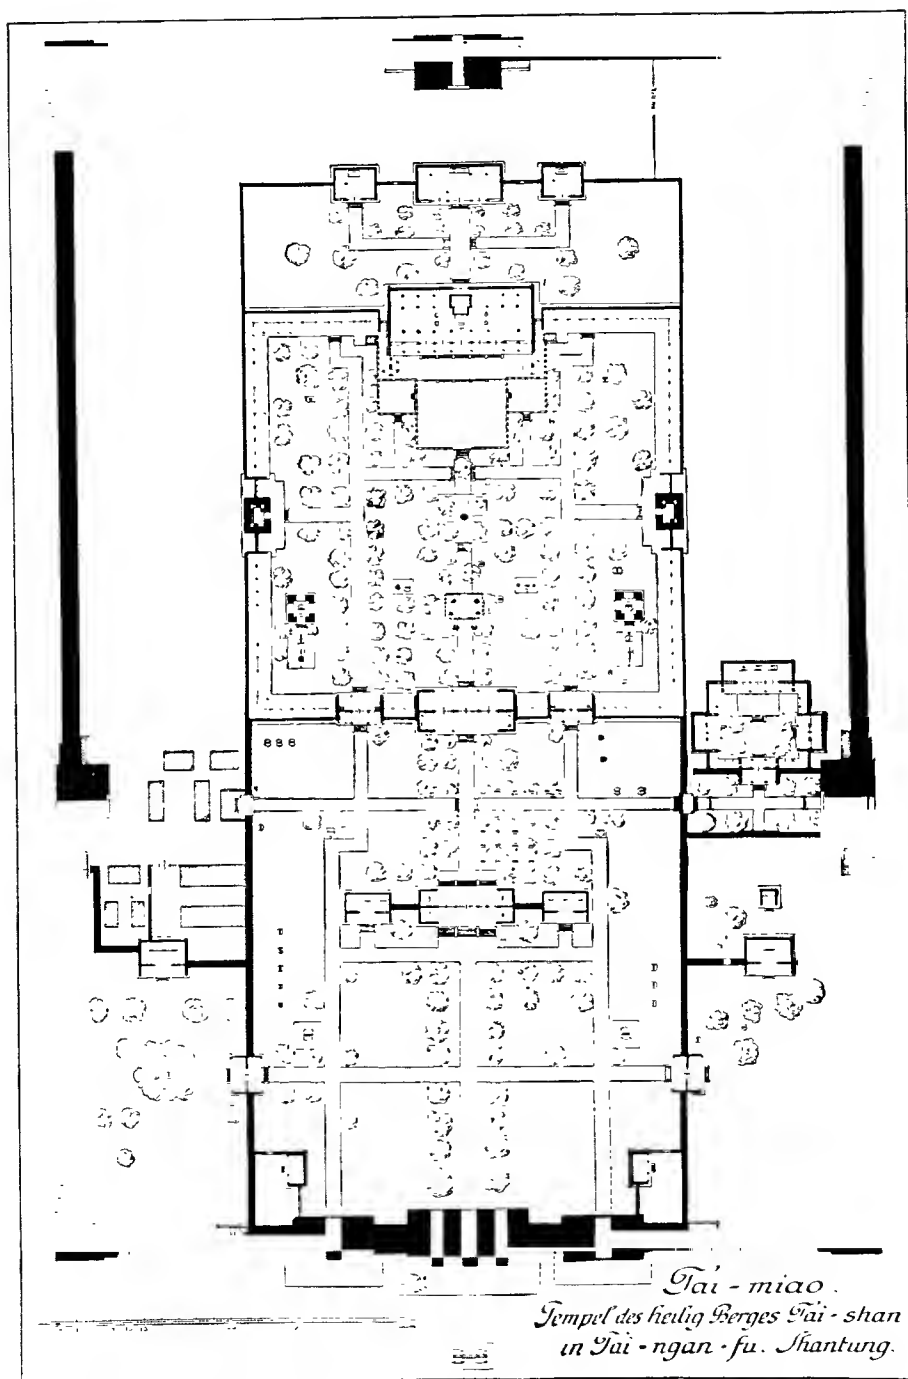 Tai-miao.
Tempel des heilig Berges Tai-shan
in Tai-ngan-fu. Shantung.